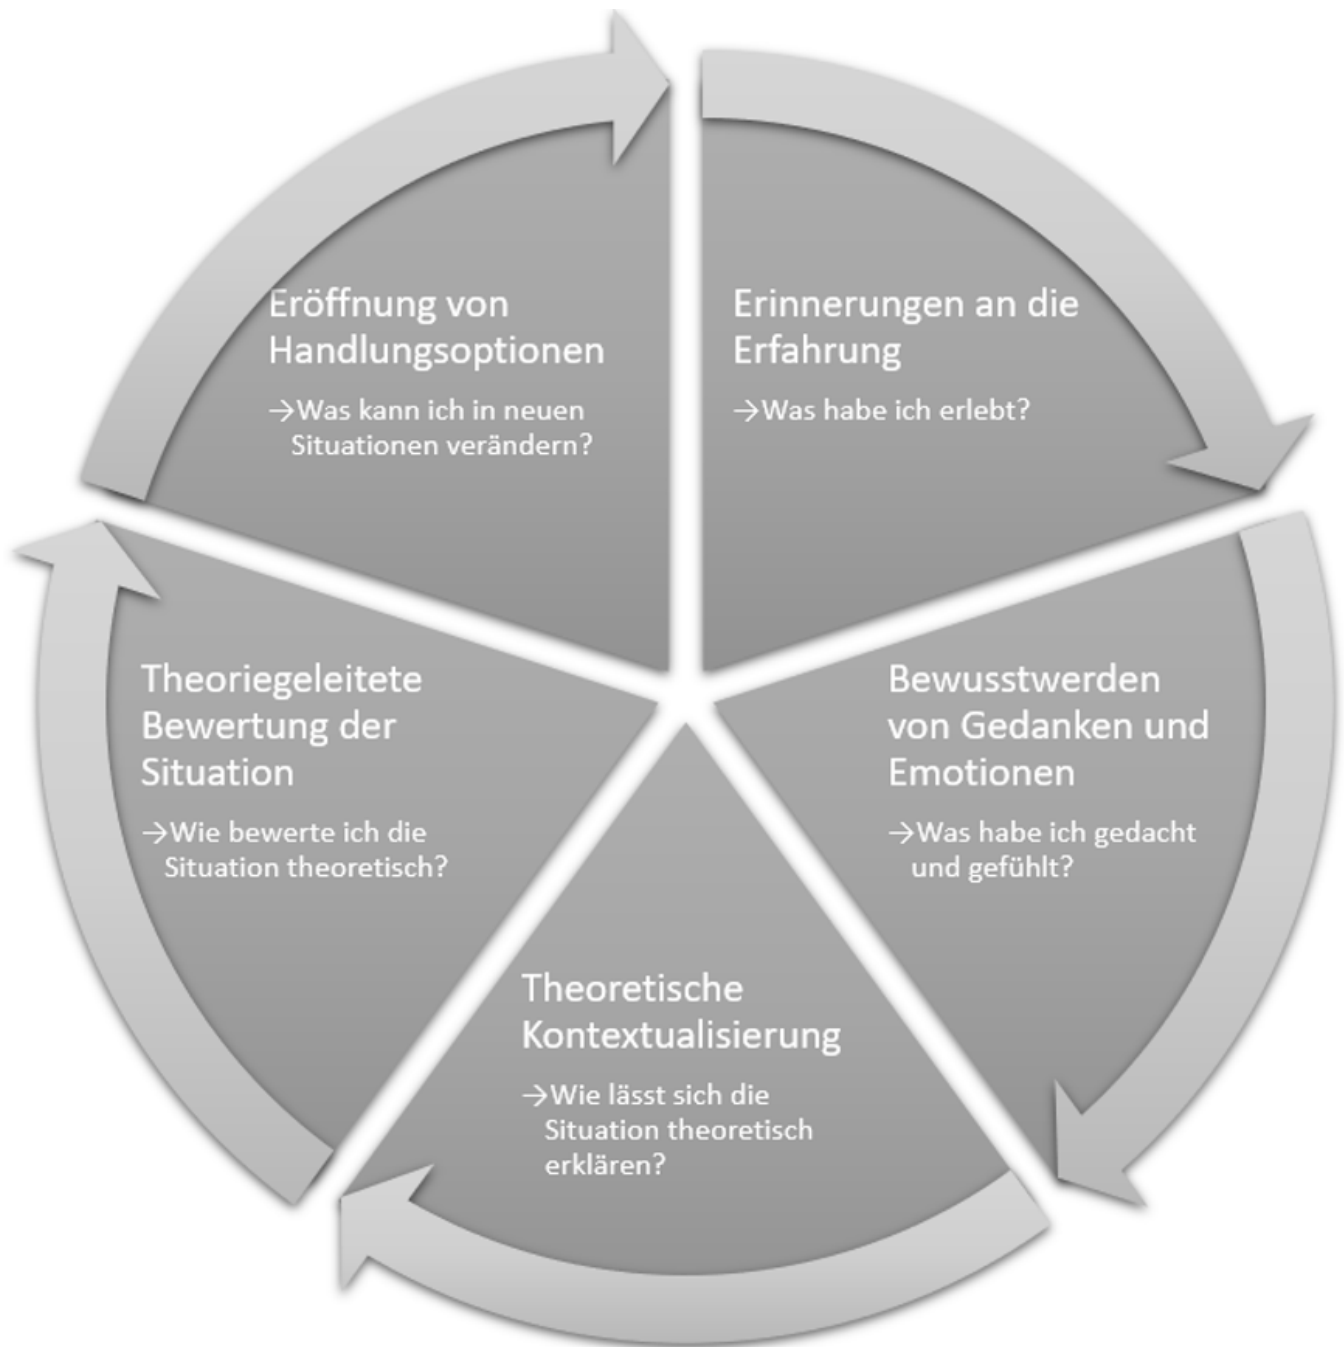 Erinnerungen an die
Erfahrung
→Was habe ich erlebt?
Bewusstwerden
von Gedanken und
Emotionen
→Was habe ich gedacht
und gefühlt?
Theoretische
Kontextualisierung
→Wie lässt sich die
Situation theoretisch
erklären?
Theoriegeleitete
Bewertung der
Situation
→Wie bewerte ich die
Situation theoretisch?
Eröffnung von
Handlungsoptionen
→Was kann ich in neuen
Situationen verändern?